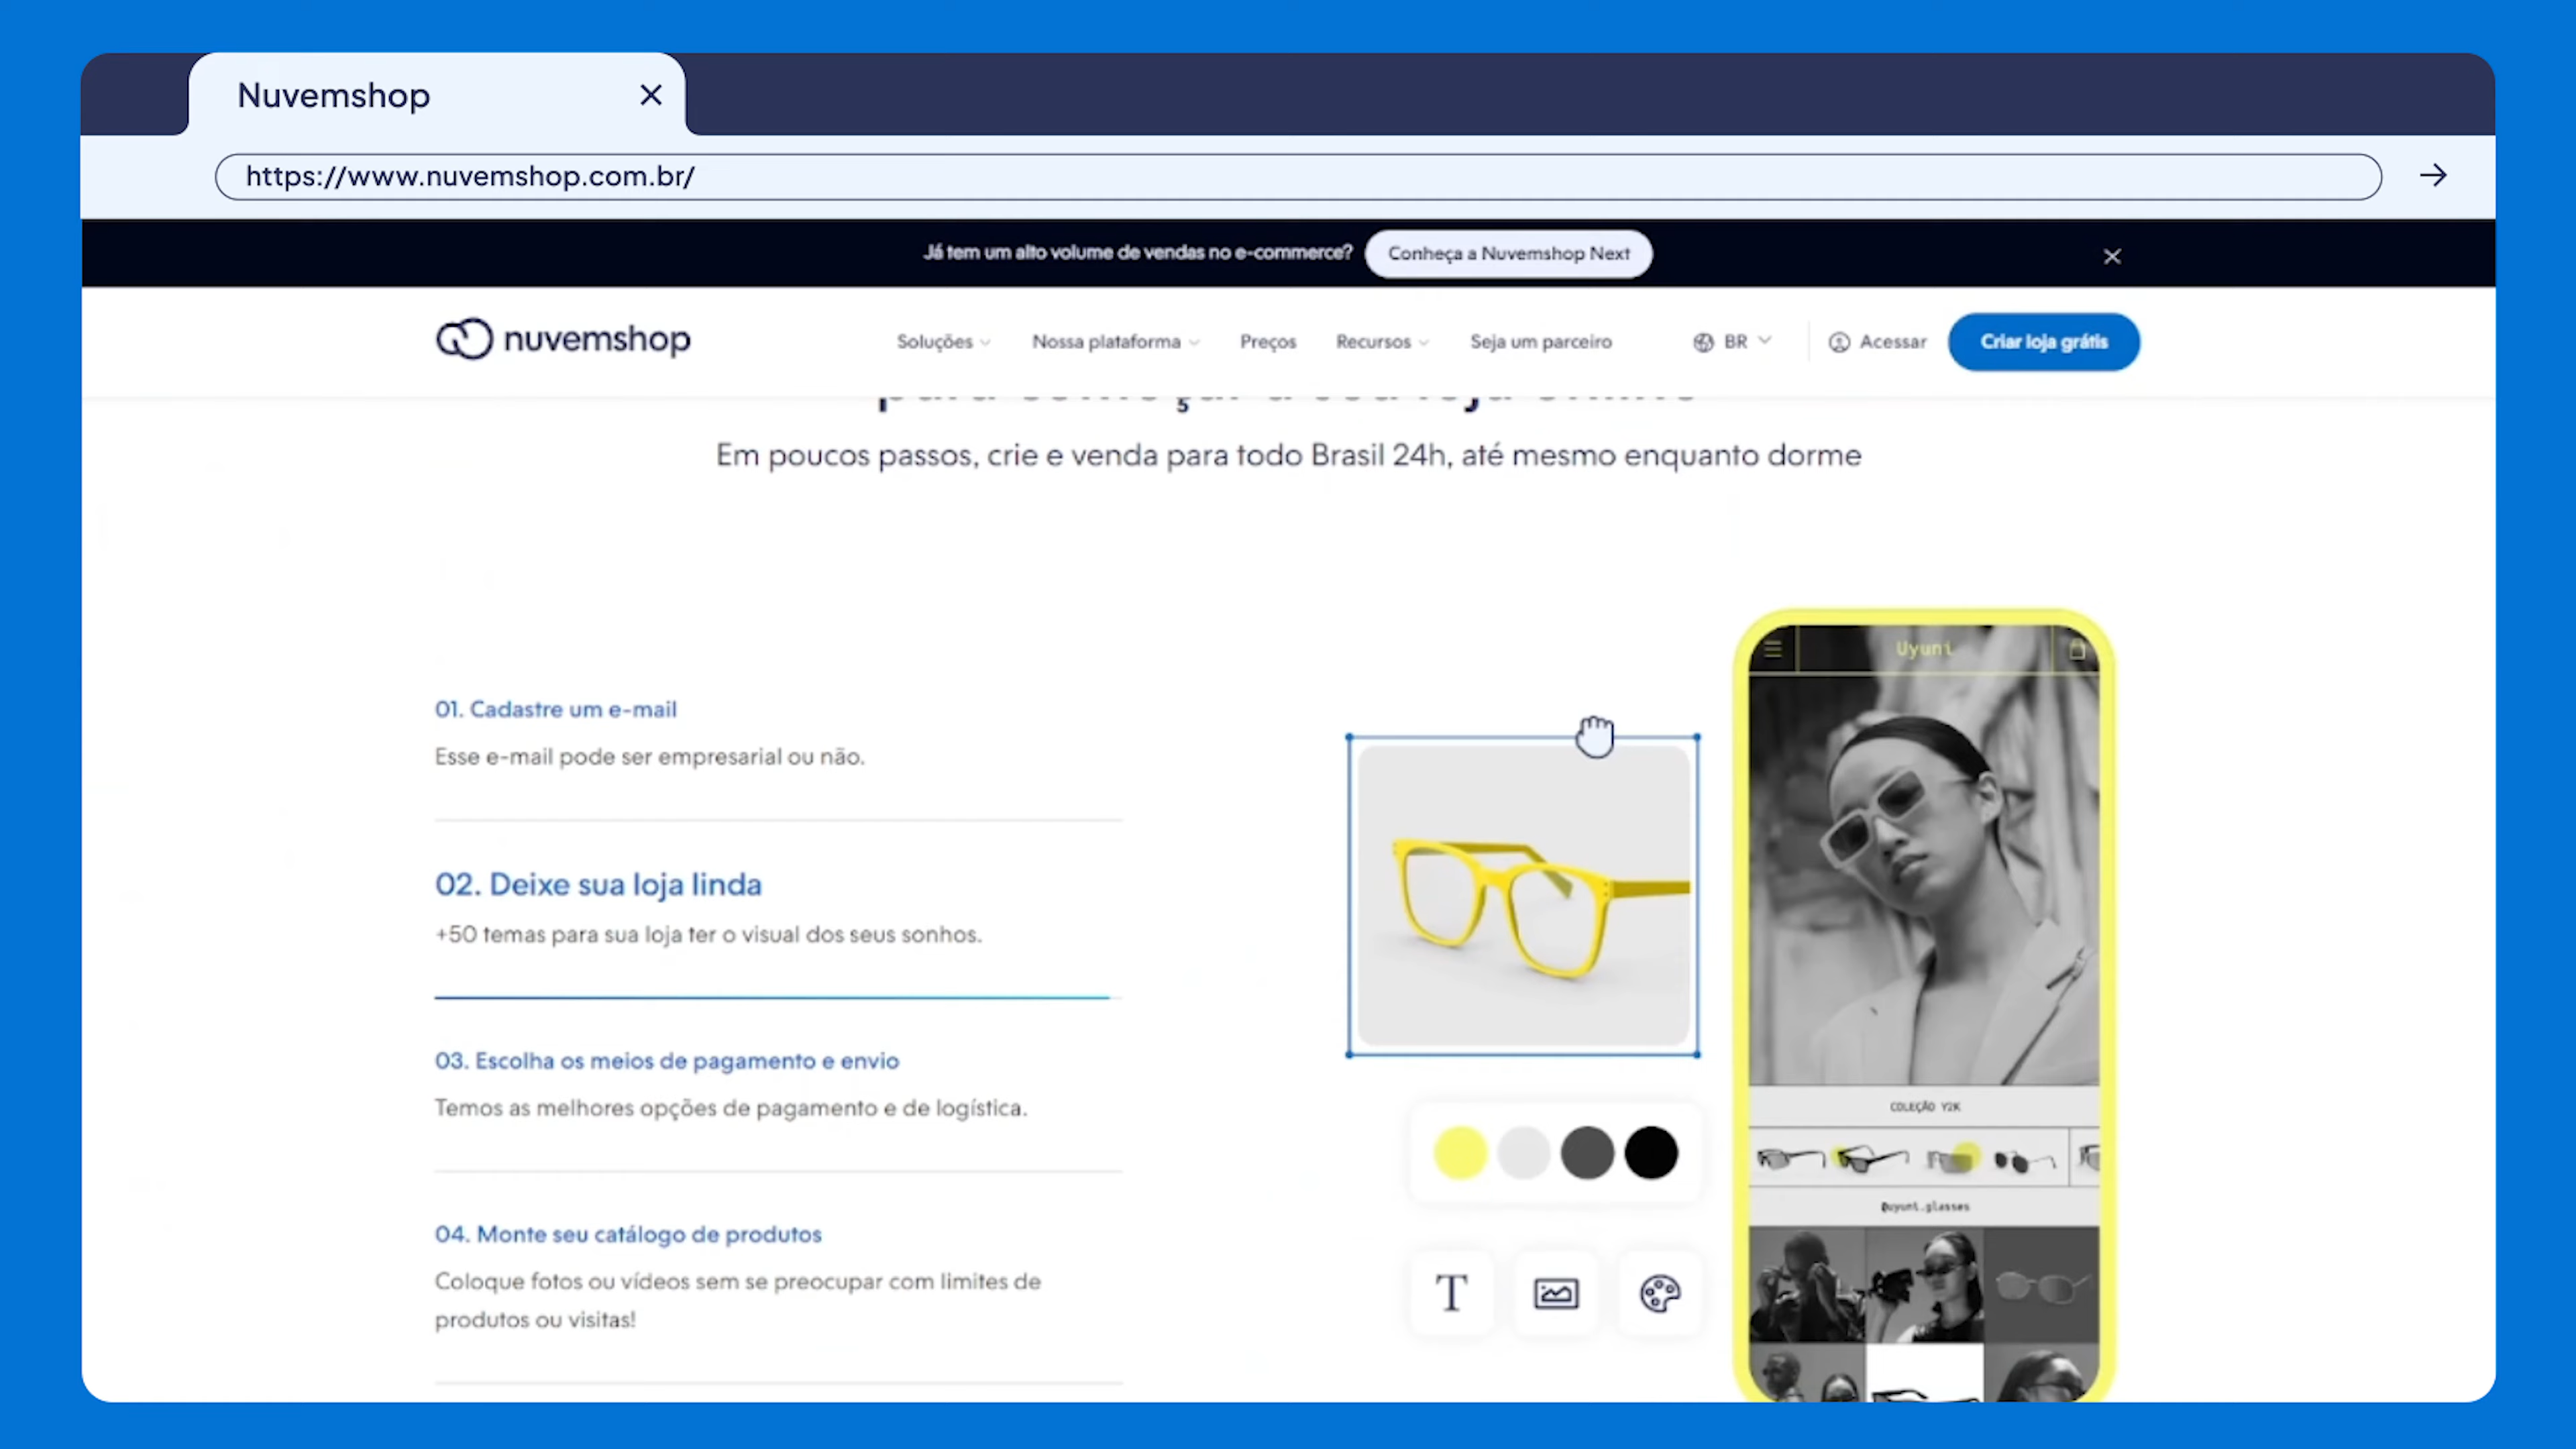 Nuvemshop
https://www.nuvemshop.com.br/
Já tem um alto volume de vendas no e-commerce? Conheça a Nuvemshop Next
nuvemshop Soluções Nossa plataforma Preços Recursos Seja um parceiro BR Acessar Criar loja grátis
Em poucos passos, crie e venda para todo Brasil 24h, até mesmo enquanto dorme
01. Cadastre um e-mail
Esse e-mail pode ser empresarial ou não.
02. Deixe sua loja linda
+50 temas para sua loja ter o visual dos seus sonhos.
03. Escolha os meios de pagamento e envio
Temos as melhores opções de pagamento e de logística.
04. Monte seu catálogo de produtos
Coloque fotos ou vídeos sem se preocupar com limites de
produtos ou visitas!
T
Uyuni
COLEÇÃO Y2K
@uyuni.glasses